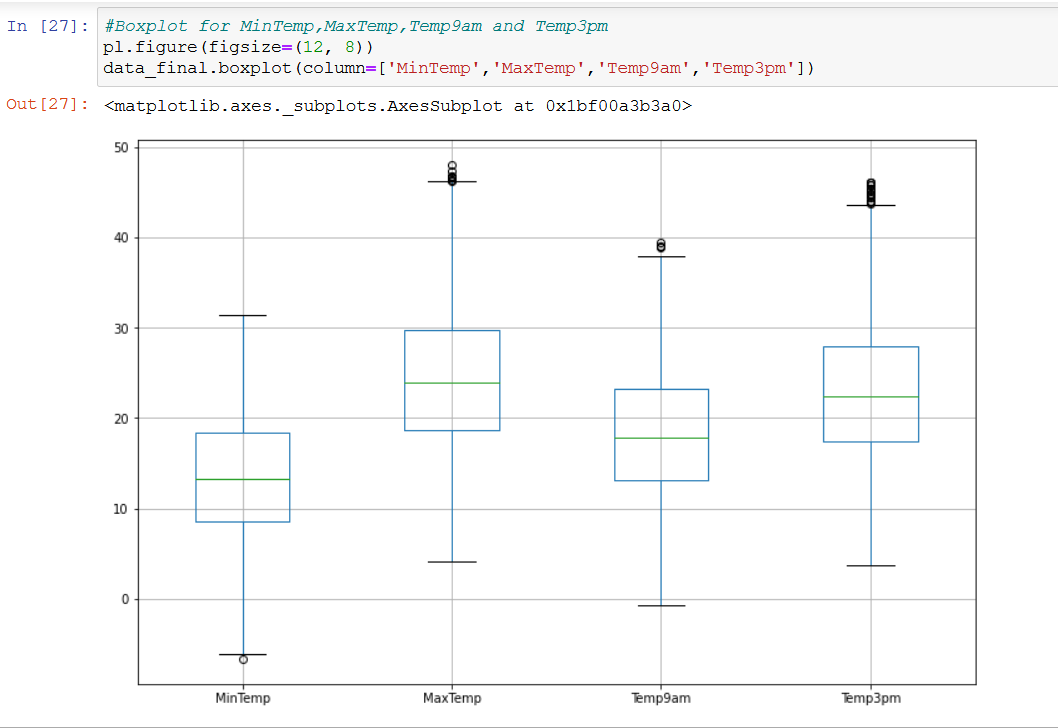 In [27]: #Boxplot for MinTemp,MaxTemp,Temp9am and Temp3pm
pl.figure(figsize=(12, 8))
data_final.boxplot(column=['MinTemp','MaxTemp','Temp9am','Temp3pm'])
Out[27]: <matplotlib.axes._subplots.AxesSubplot at 0x1bf00a3b3a0>
50
40
30
20
10
0
MinTemp MaxTemp Temp9am Temp3pm